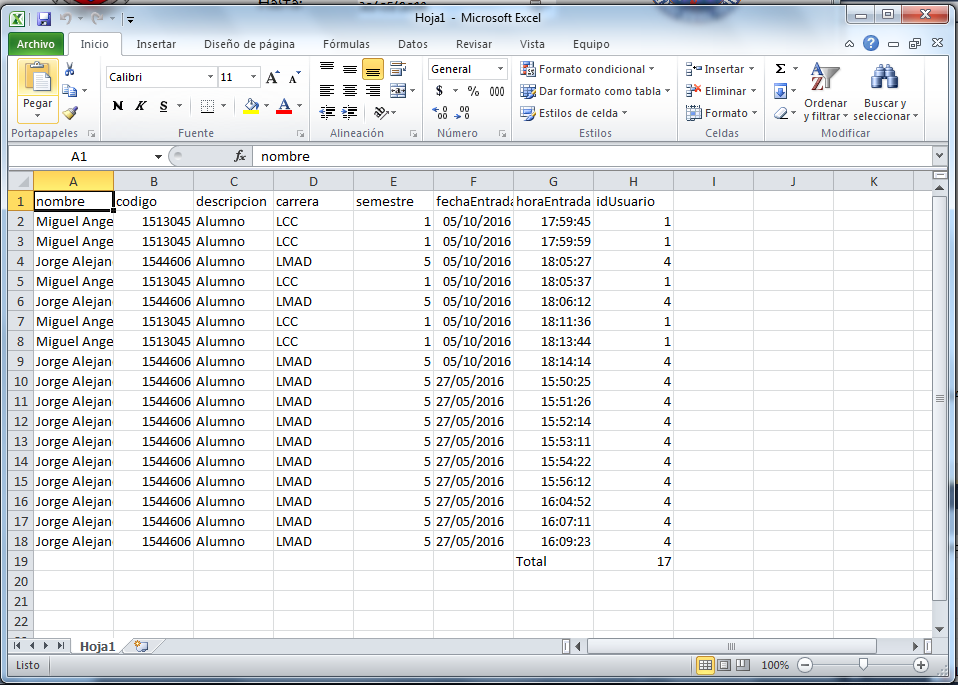 Hoja1 - Microsoft Excel
Archivo Inicio Insertar Diseño de página Fórmulas Datos Revisar Vista Equipo
Pegar
Portapapeles
Calibri 11
N K S
Fuente
Alineación
General
$ % 000
Número
Formato condicional
Dar formato como tabla
Estilos de celda
Estilos
Insertar
Eliminar
Formato
Celdas
Ordenar y filtrar
Buscar y seleccionar
Modificar
A1 fx nombre
A B C D E F G H I J K
1 nombre codigo descripcion carrera semestre fechaEntrada horaEntrada idUsuario
2 Miguel Ange 1513045 Alumno LCC 1 05/10/2016 17:59:45 1
3 Miguel Ange 1513045 Alumno LCC 1 05/10/2016 17:59:59 1
4 Jorge Alejan 1544606 Alumno LMAD 5 05/10/2016 18:05:27 4
5 Miguel Ange 1513045 Alumno LCC 1 05/10/2016 18:05:37 1
6 Jorge Alejan 1544606 Alumno LMAD 5 05/10/2016 18:06:12 4
7 Miguel Ange 1513045 Alumno LCC 1 05/10/2016 18:11:36 1
8 Miguel Ange 1513045 Alumno LCC 1 05/10/2016 18:13:44 1
9 Jorge Alejan 1544606 Alumno LMAD 5 05/10/2016 18:14:14 4
10 Jorge Alejan 1544606 Alumno LMAD 5 27/05/2016 15:50:25 4
11 Jorge Alejan 1544606 Alumno LMAD 5 27/05/2016 15:51:26 4
12 Jorge Alejan 1544606 Alumno LMAD 5 27/05/2016 15:52:14 4
13 Jorge Alejan 1544606 Alumno LMAD 5 27/05/2016 15:53:11 4
14 Jorge Alejan 1544606 Alumno LMAD 5 27/05/2016 15:54:22 4
15 Jorge Alejan 1544606 Alumno LMAD 5 27/05/2016 15:56:12 4
16 Jorge Alejan 1544606 Alumno LMAD 5 27/05/2016 16:04:52 4
17 Jorge Alejan 1544606 Alumno LMAD 5 27/05/2016 16:07:11 4
18 Jorge Alejan 1544606 Alumno LMAD 5 27/05/2016 16:09:23 4
19 Total 17
20
21
22
Hoja1
Listo 100%